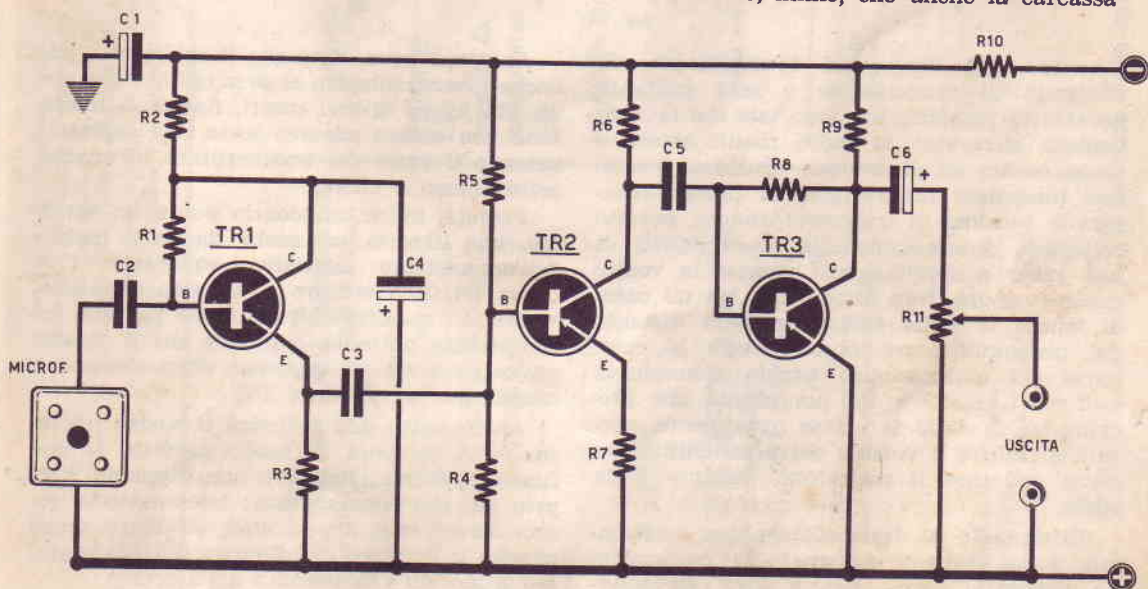 infine, che anche la carcassa
C1
+
R10
−
R2
R6
R9
R5
C5
R8
C6
+
R1
TR1
C
B
E
C4
+
TR2
C
B
E
TR3
C
B
E
R11
C2
MICROF.
C3
R3
R4
R7
USCITA
+